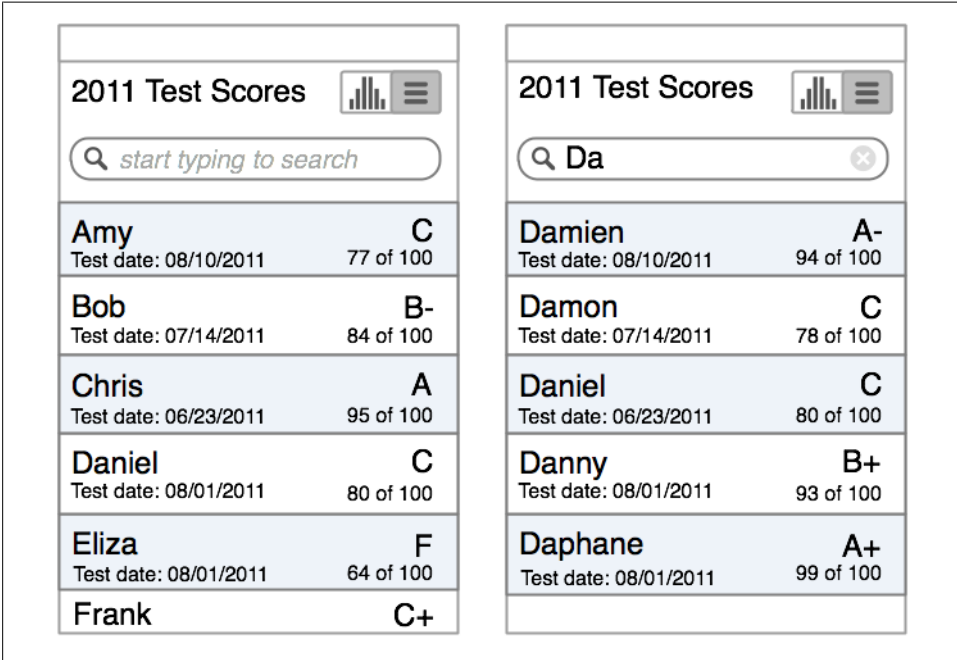 2011 Test Scores
start typing to search
Amy C
Test date: 08/10/2011 77 of 100
Bob B-
Test date: 07/14/2011 84 of 100
Chris A
Test date: 06/23/2011 95 of 100
Daniel C
Test date: 08/01/2011 80 of 100
Eliza F
Test date: 08/01/2011 64 of 100
Frank C+
2011 Test Scores
Da
Damien A-
Test date: 08/10/2011 94 of 100
Damon C
Test date: 07/14/2011 78 of 100
Daniel C
Test date: 06/23/2011 80 of 100
Danny B+
Test date: 08/01/2011 93 of 100
Daphane A+
Test date: 08/01/2011 99 of 100